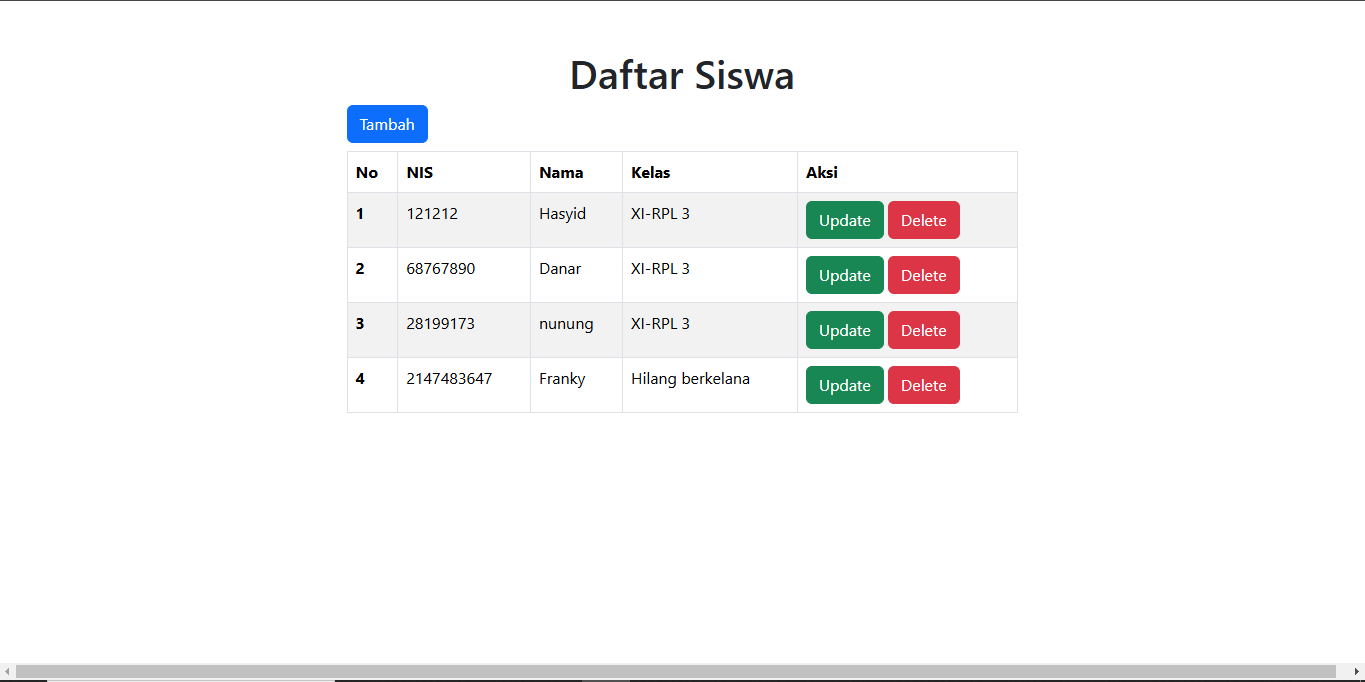 Daftar Siswa
Tambah
No NIS Nama Kelas Aksi
1 121212 Hasyid XI-RPL 3 Update Delete
2 68767890 Danar XI-RPL 3 Update Delete
3 28199173 nunung XI-RPL 3 Update Delete
4 2147483647 Franky Hilang berkelana Update Delete